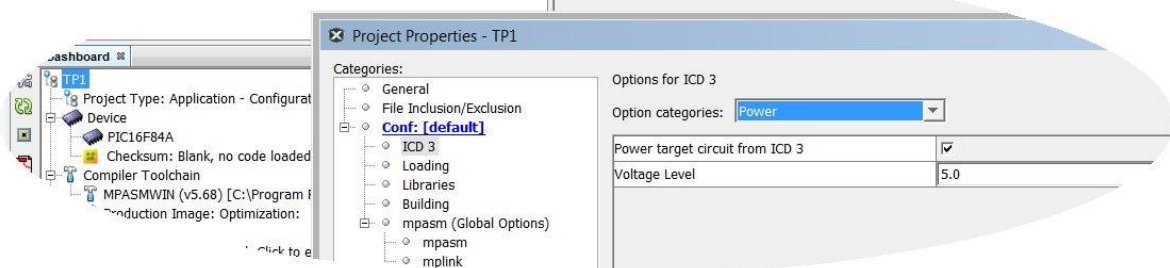 Project Properties - TP1
Dashboard
TP1
Project Type: Application - Configurat
Device
PIC16F84A
Checksum: Blank, no code loaded
Compiler Toolchain
MPASMWIN (v5.68) [C:\Program F
Production Image: Optimization:
Click to e
Categories:
General
File Inclusion/Exclusion
Conf: [default]
ICD 3
Loading
Libraries
Building
mpasm (Global Options)
mpasm
mplink
Options for ICD 3
Option categories: Power
Power target circuit from ICD 3
Voltage Level 5.0